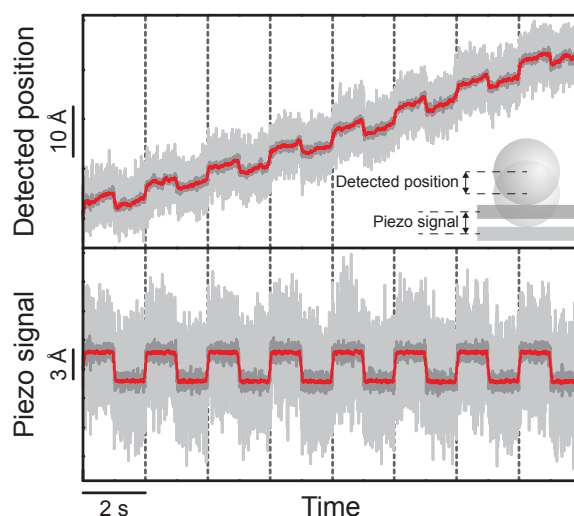 Detected position
10 Å
Detected position
Piezo signal
Piezo signal
3 Å
2 s
Time